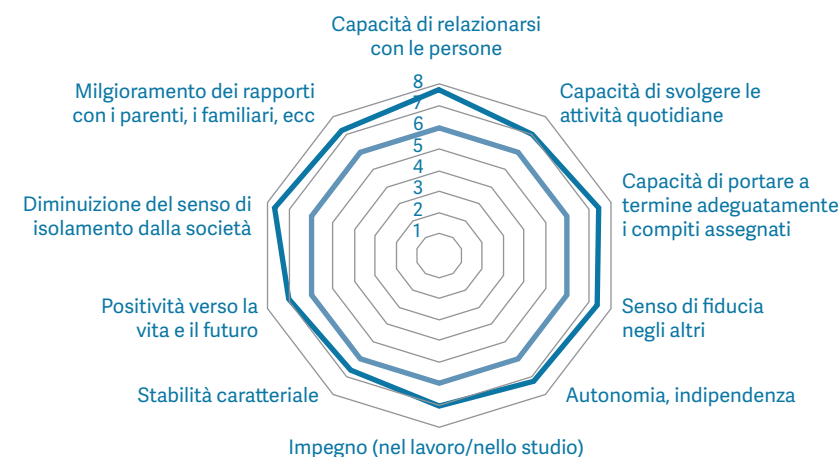 Capacità di relazionarsi
con le persone
Milgioramento dei rapporti
con i parenti, i familiari, ecc
Capacità di svolgere le
attività quotidiane
8
7
6
5
4
3
2
1
Diminuizione del senso di
isolamento dalla società
Capacità di portare a
termine adeguatamente
i compiti assegnati
Positività verso la
vita e il futuro
Senso di fiducia
negli altri
Stabilità caratteriale
Autonomia, indipendenza
Impegno (nel lavoro/nello studio)